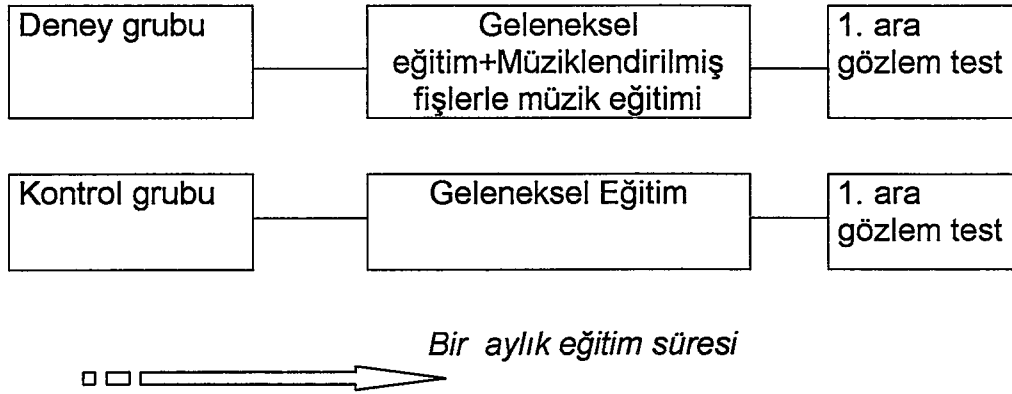 Deney grubu
Geleneksel
eğitim+Müziklendirilmiş
fişlerle müzik eğitimi
1. ara
gözlem test
Kontrol grubu
Geleneksel Eğitim
1. ara
gözlem test
Bir aylık eğitim süresi